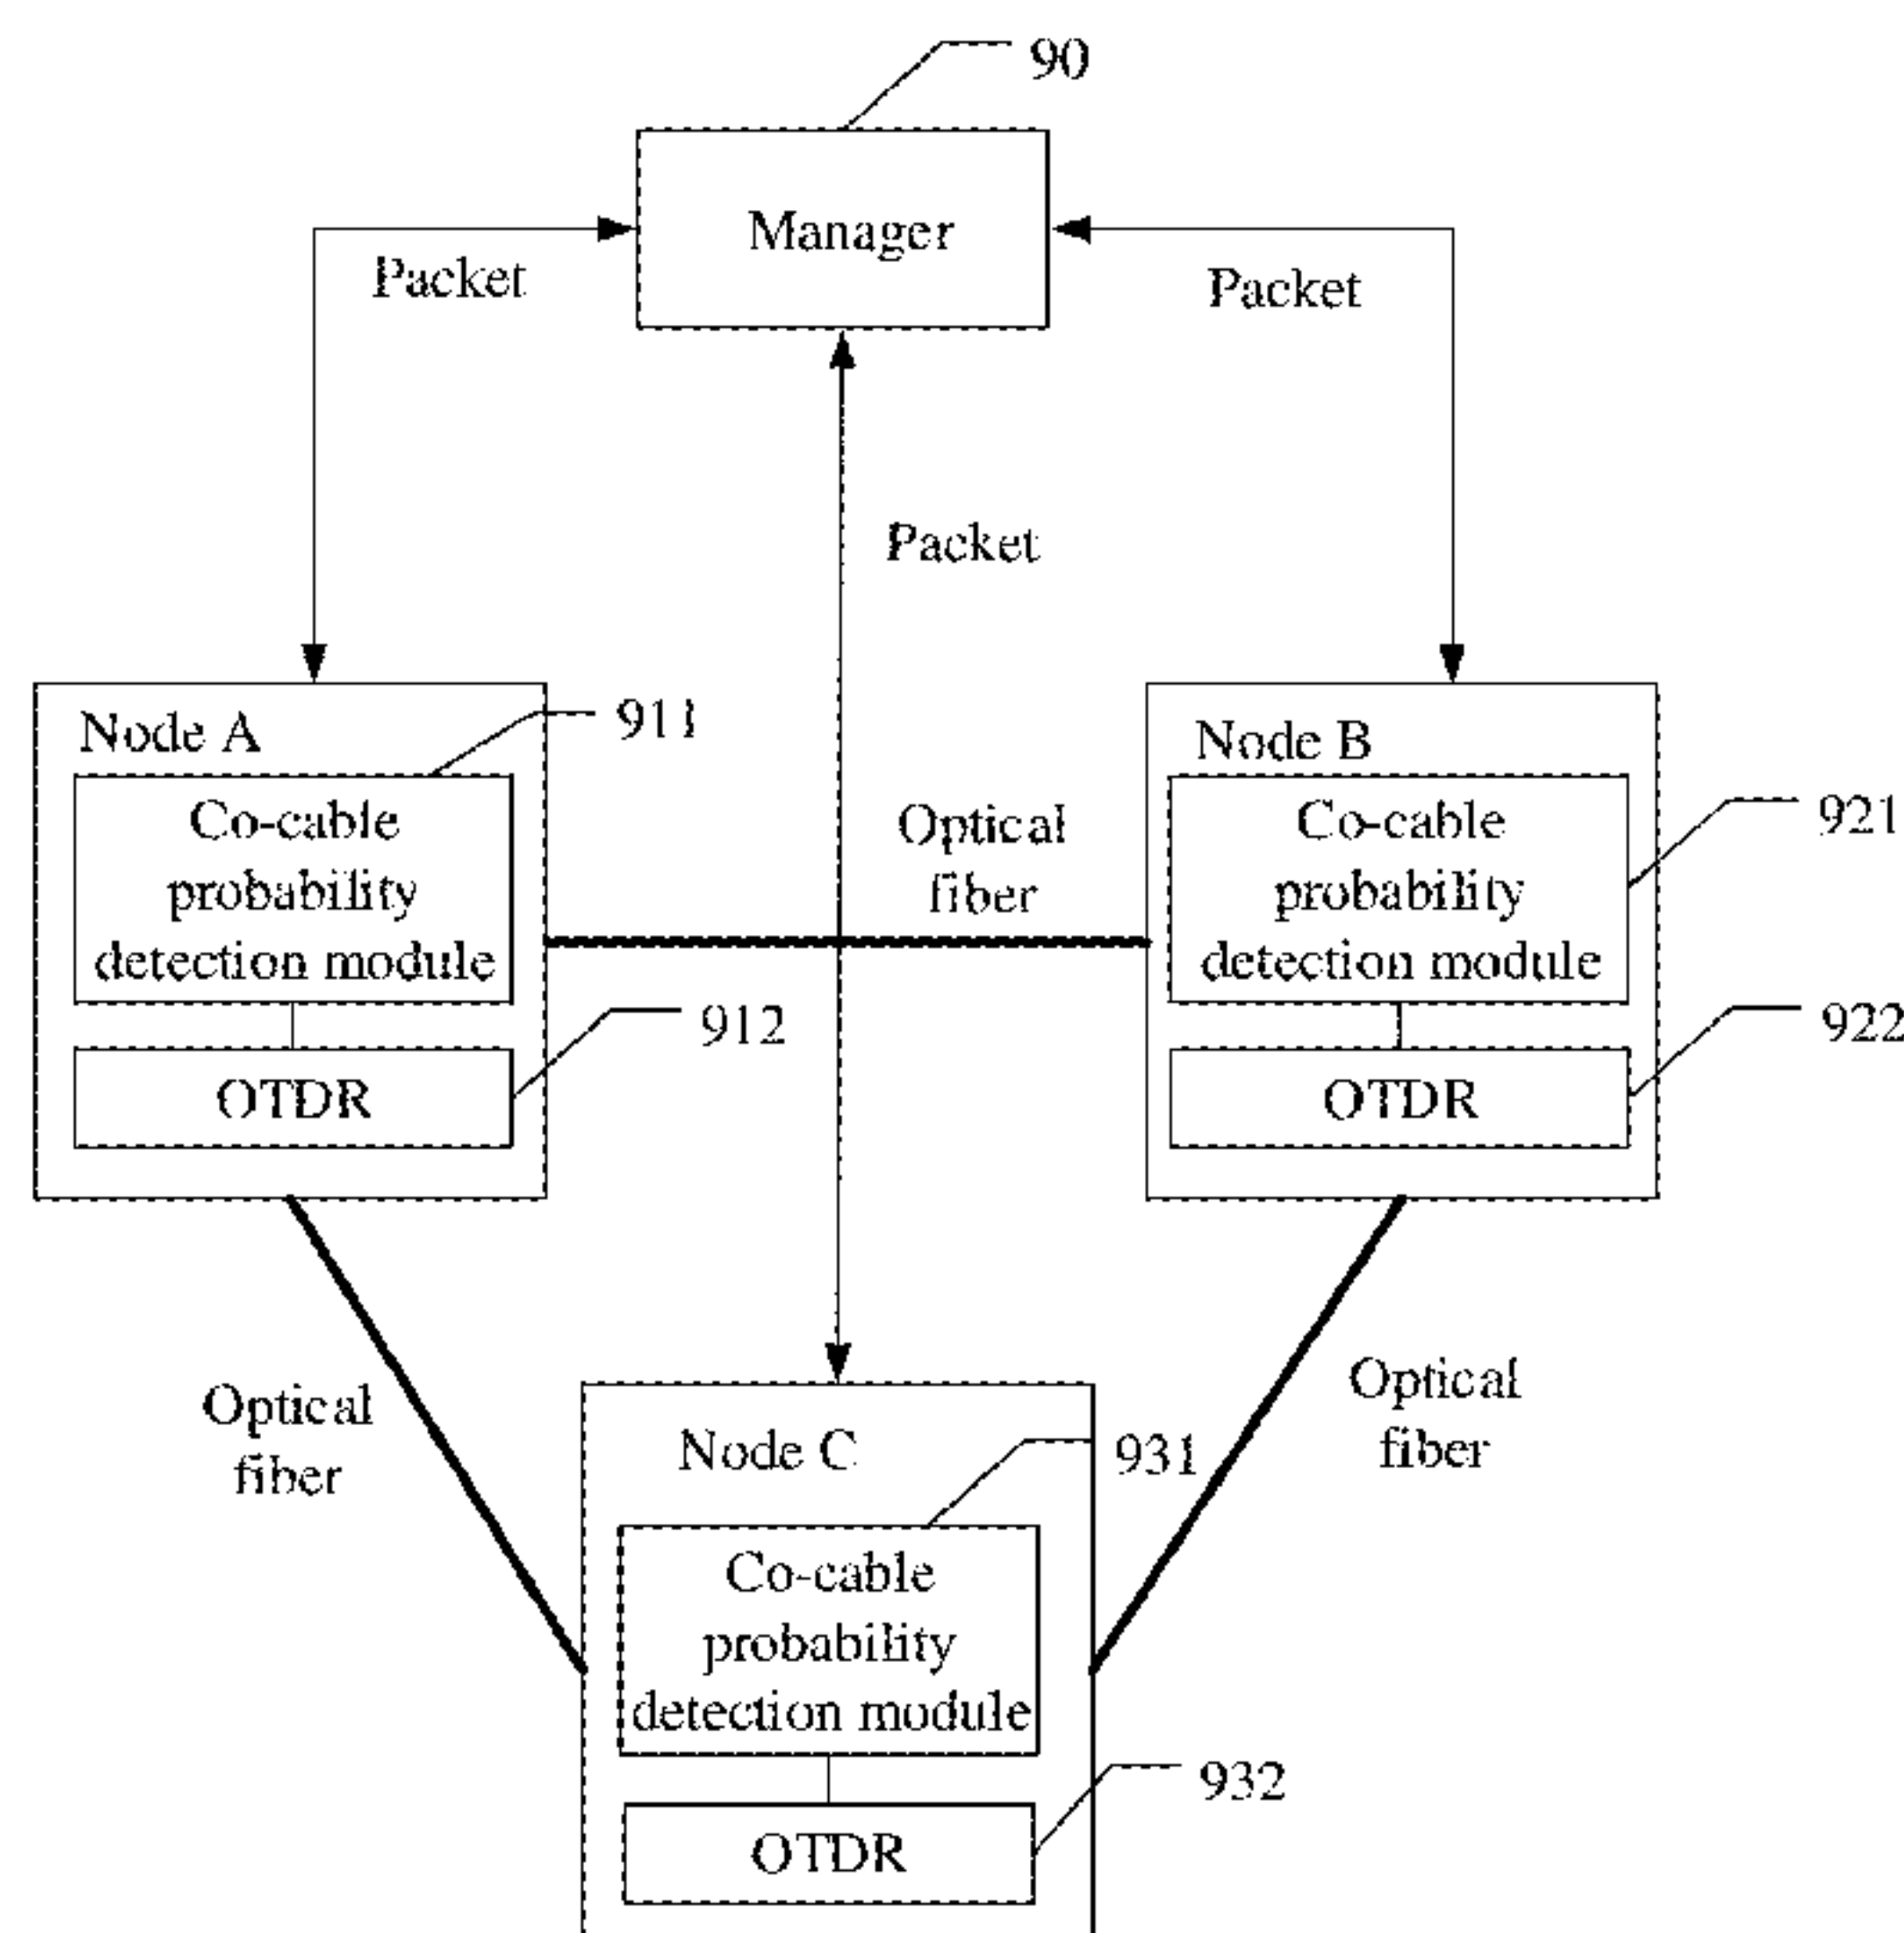 90
Manager
Packet
Packet
Packet
Node A
911
Co-cable
probability
detection module
912
OTDR
Optical
fiber
Node B
Co-cable
probability
detection module
921
922
OTDR
Optical
fiber
Optical
fiber
Node C
931
Co-cable
probability
detection module
932
OTDR